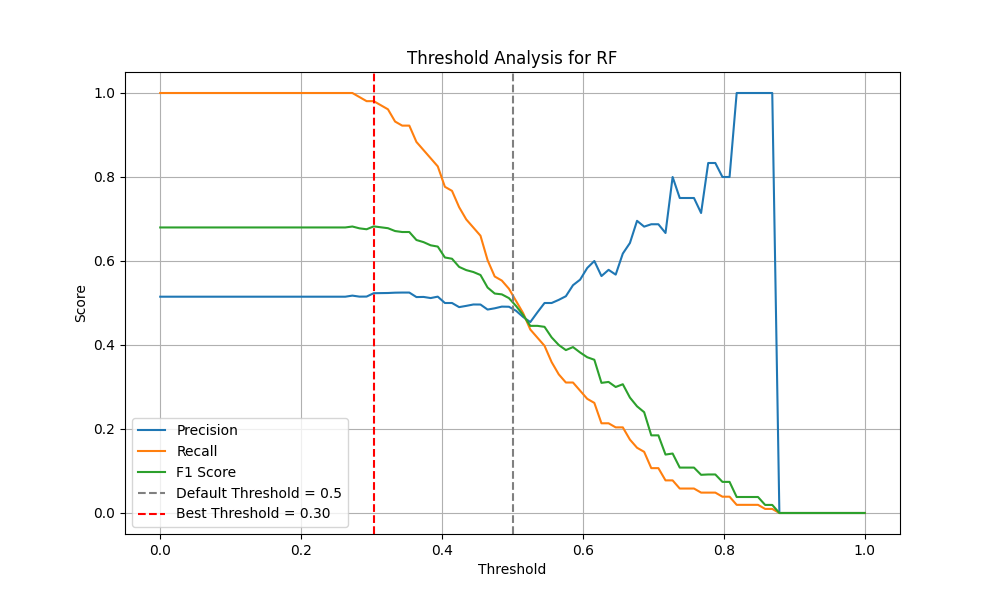 Threshold Analysis for RF
Score
1.0
0.8
0.6
0.4
0.2
0.0
Precision
Recall
F1 Score
Default Threshold = 0.5
Best Threshold = 0.30
0.0 0.2 0.4 0.6 0.8 1.0
Threshold